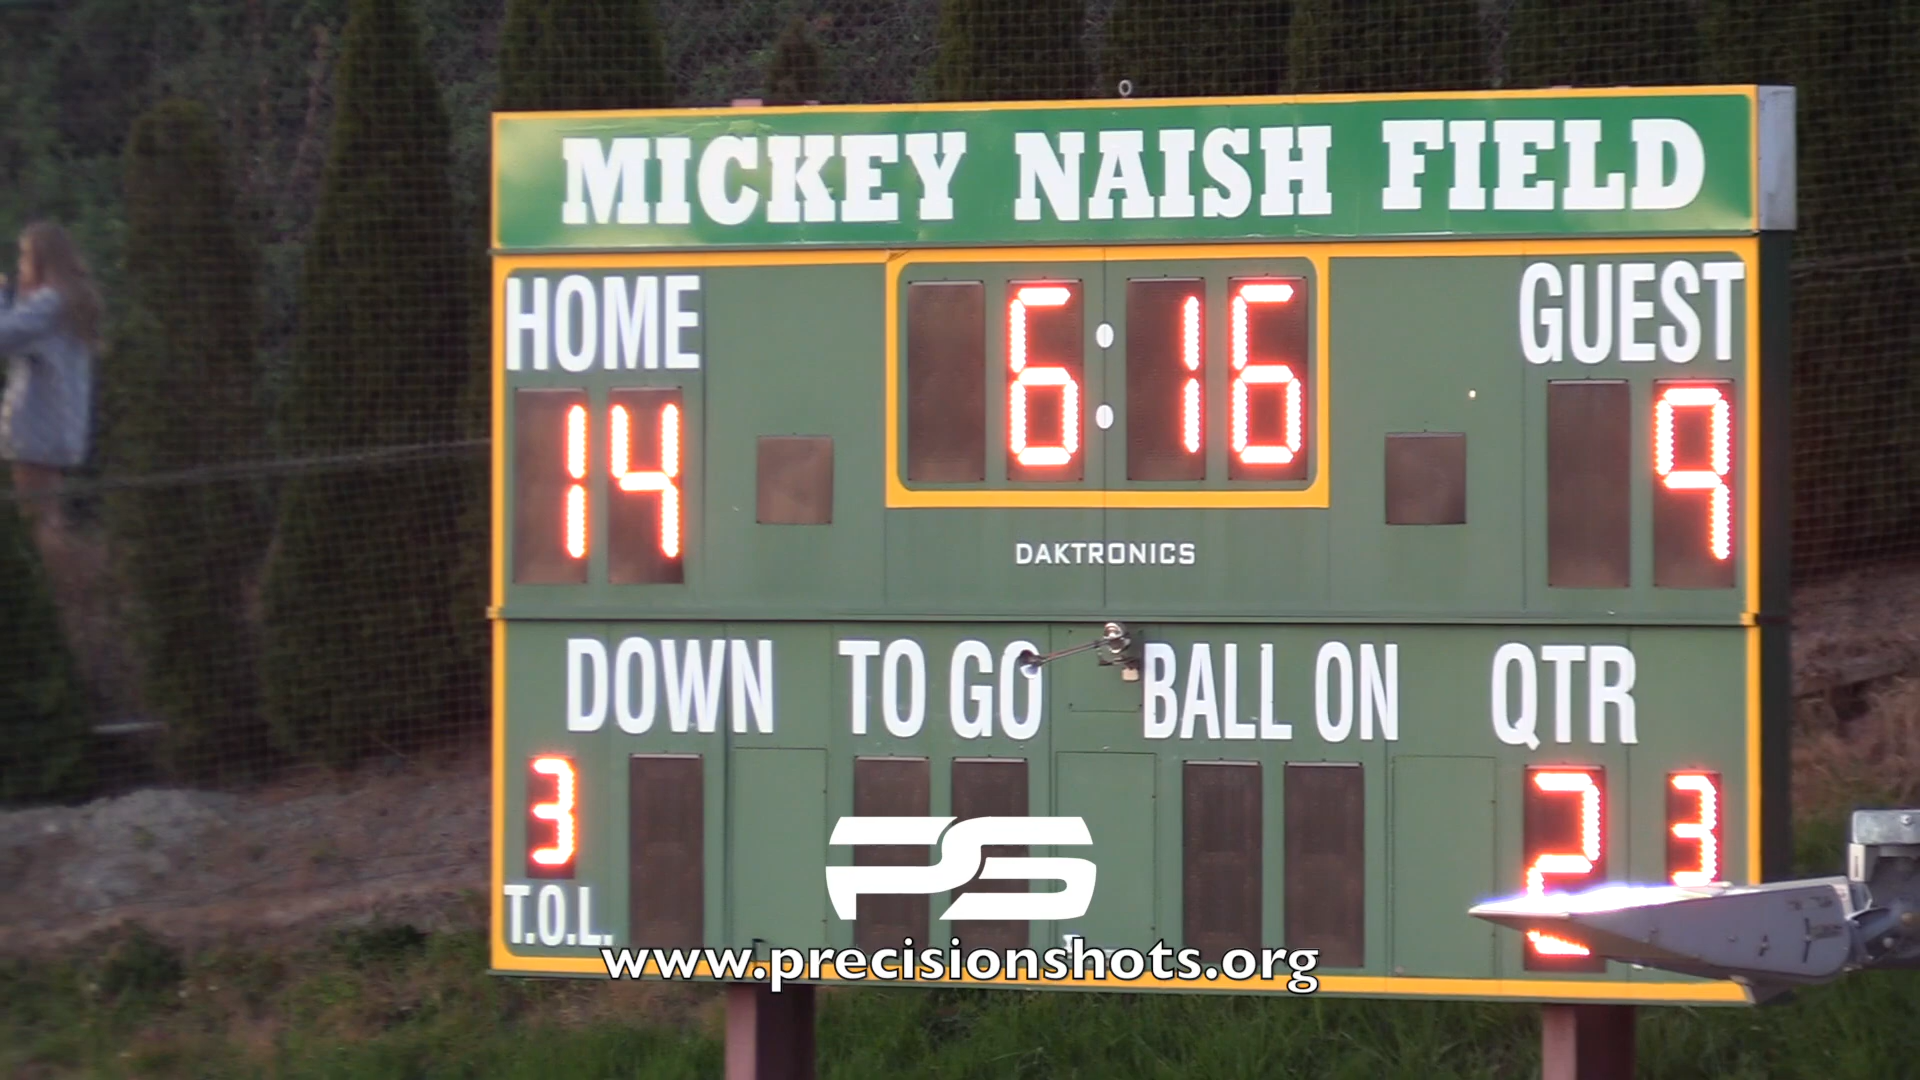 MICKEY NAISH FIELD
HOME 6:16 GUEST
14 9
DAKTRONICS
DOWN TO GO BALL ON QTR
3 2 3
T.O.L.
PS
www.precisionshots.org